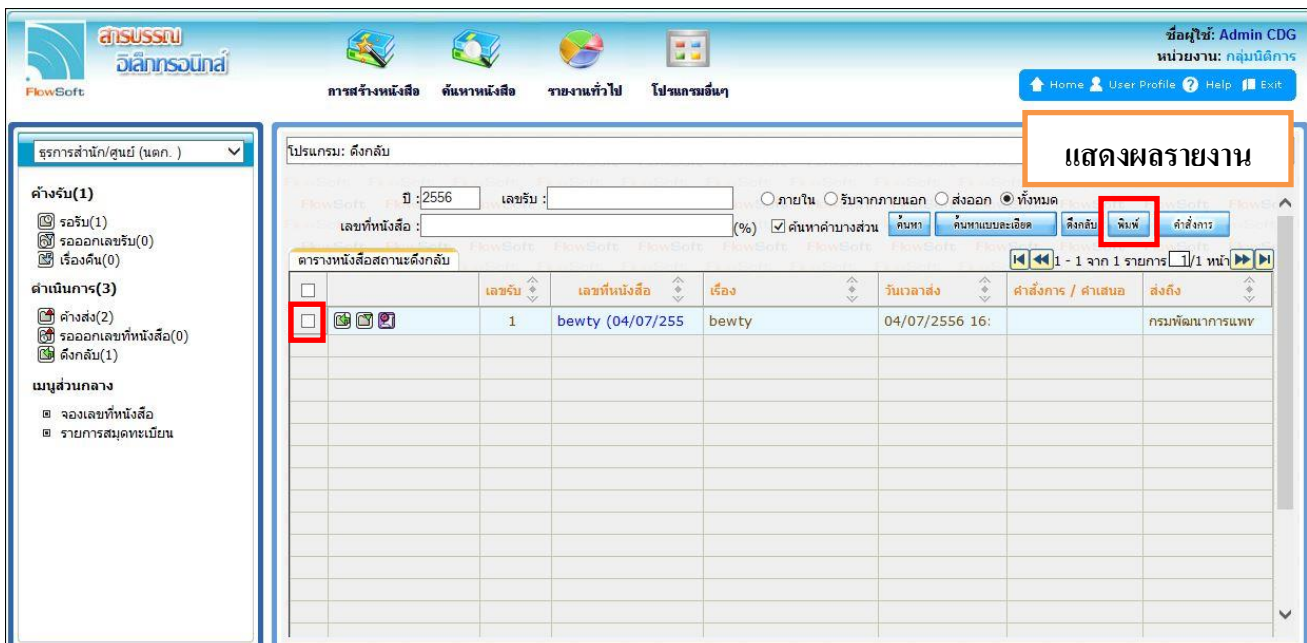 สารบรรณ
อิเล็กทรอนิกส์
FlowSoft
การสร้างหนังสือ ค้นหาหนังสือ รายงานทั่วไป โปรแกรมอื่นๆ
ชื่อผู้ใช้: Admin CDG
หน่วยงาน: กลุ่มนิติการ
Home User Profile Help Exit
แสดงผลรายงาน
ธุรการสำนัก/ศูนย์ (นตก. )
ค้างรับ(1)
รอรับ(1)
รอออกเลขรับ(0)
เรื่องคืน(0)
ดำเนินการ(3)
ค้างส่ง(2)
รอออกเลขที่หนังสือ(0)
ดึงกลับ(1)
เมนูส่วนกลาง
จองเลขที่หนังสือ
รายการสมุดทะเบียน
โปรแกรม: ดึงกลับ
ปี : 2556 เลขรับ : ภายใน รับจากภายนอก ส่งออก ทั้งหมด
เลขที่หนังสือ : (%) ค้นหาคำบางส่วน ค้นหา ค้นหาแบบละเอียด ดึงกลับ พิมพ์ คำสั่งการ
ตารางหนังสือสถานะดึงกลับ 1 - 1 จาก 1 รายการ 1/1 หน้า
เลขรับ เลขที่หนังสือ เรื่อง วันเวลาส่ง คำสั่งการ / คำเสนอ ส่งถึง
1 bewty (04/07/255 bewty 04/07/2556 16: กรมพัฒนาการแพท